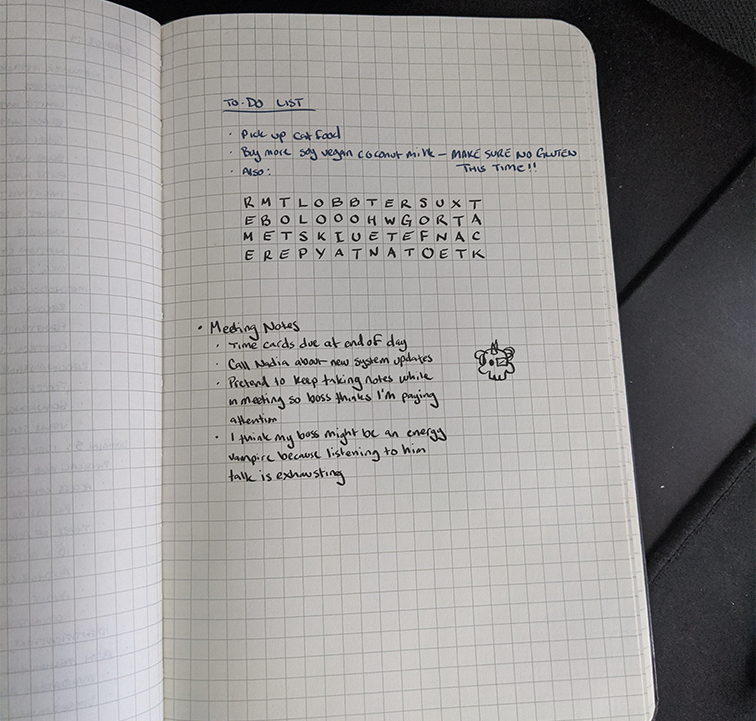 TO-DO LIST
· Pick up cat food
· Buy more soy vegan coconut milk – MAKE SURE NO GLUTEN
THIS TIME!!
· Also:
R M T L O B B T E R S U X T
E B O L O O O H W G O R T A
M E T S K I U E T E F N A C
E R E P Y A T N A T O E T K
• Meeting Notes
· Time cards due at end of day
· Call Nadia about new system updates
· Pretend to keep taking notes while
in meeting so boss thinks I'm paying
attention
· I think my boss might be an energy
vampire because listening to him
talk is exhausting